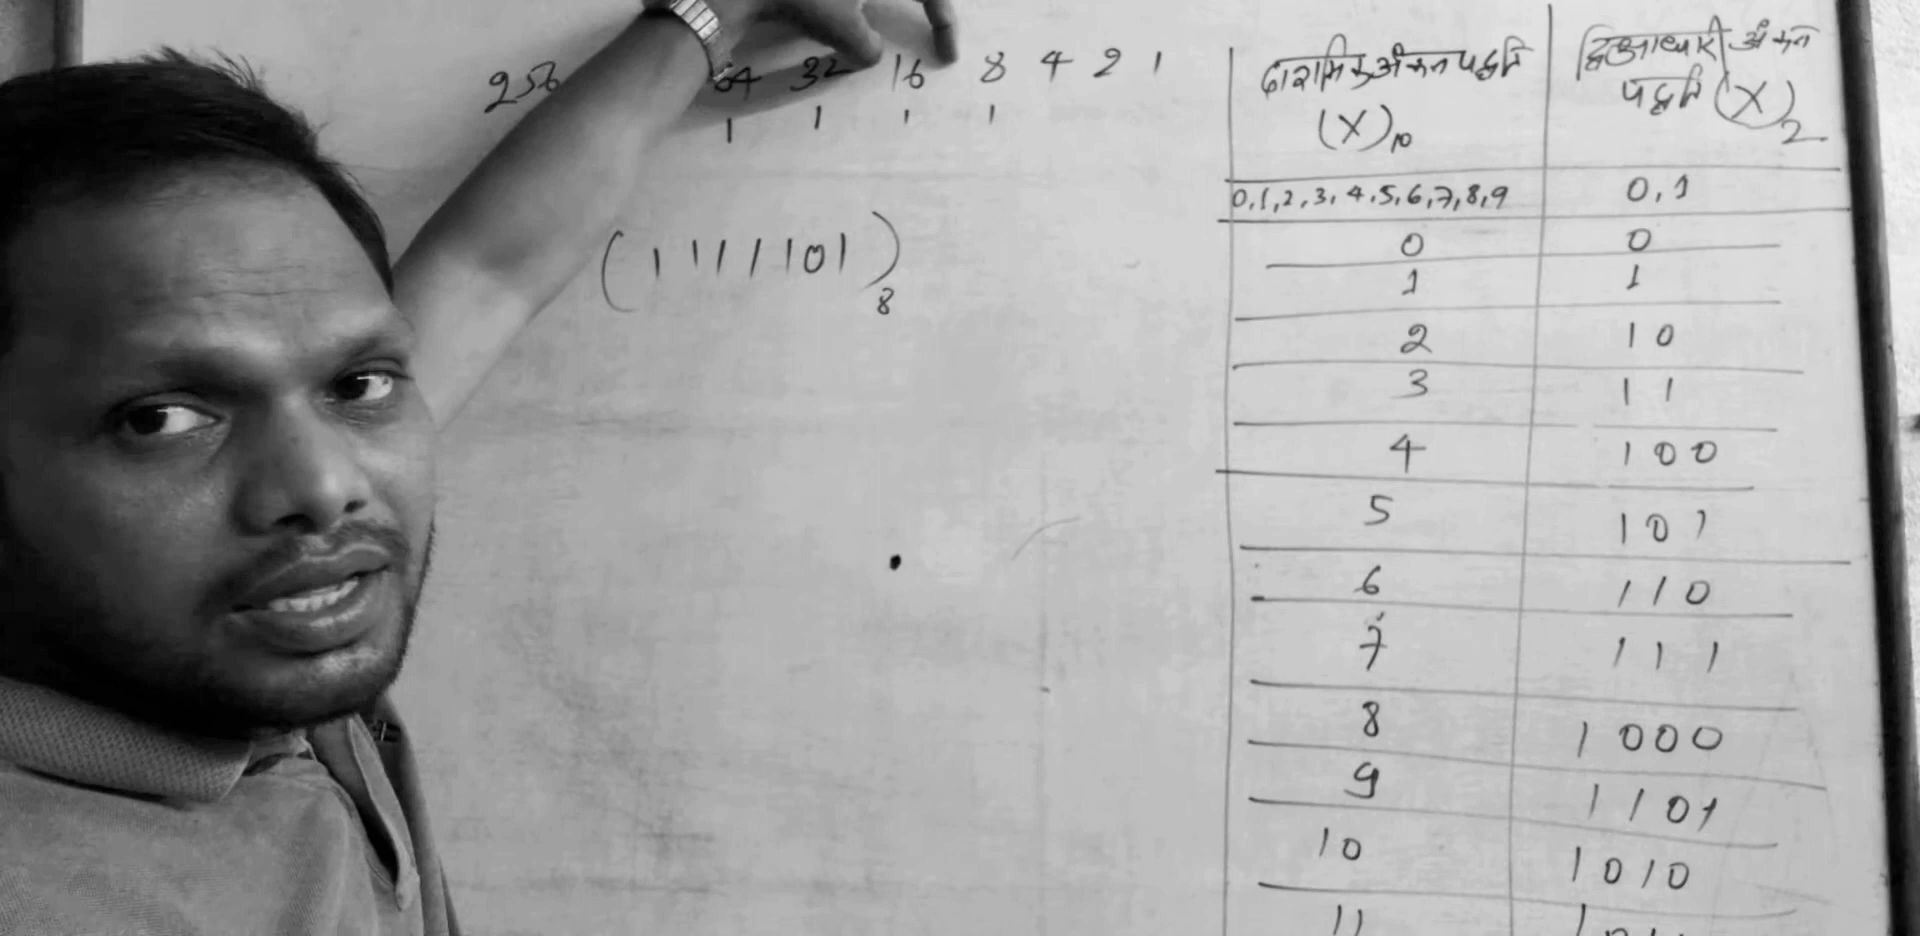 256 64 32 16 8 4 2 1
1 1 1 1
(1111101)8
दाशमिक अंकन पद्धति
(X)10
द्विआधारी अंकन
पद्धति (X)2
0,1,2,3,4,5,6,7,8,9 0,1
0 0
1 1
2 10
3 11
4 100
5 101
6 110
7 111
8 1000
9 1101
10 1010
11